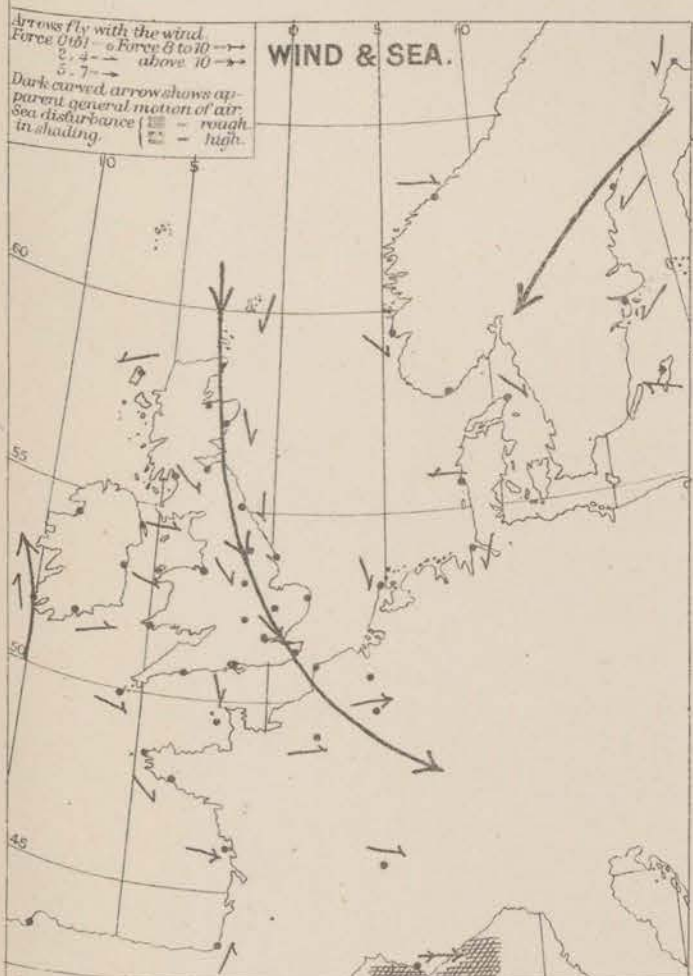 Arrows fly with the wind.
Force 0 to 1 — o Force 8 to 10
2 - 4 — above 10
5 - 7 —
WIND & SEA.
Dark curved arrow shows ap-
parent general motion of air.
Sea disturbance { — rough.
in shading. { — high.
10 5 0 5 10
60
55
50
45